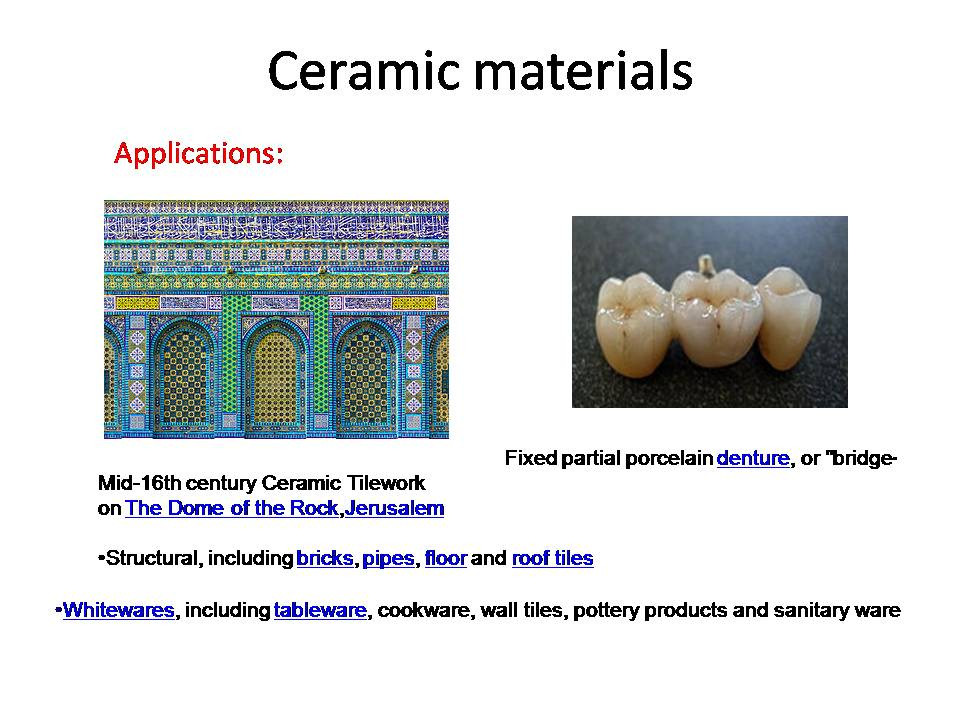 Ceramic materials
Applications:
Fixed partial porcelain denture, or "bridge-
Mid-16th century Ceramic Tilework
on The Dome of the Rock,Jerusalem
•Structural, including bricks, pipes, floor and roof tiles
•Whitewares, including tableware, cookware, wall tiles, pottery products and sanitary ware